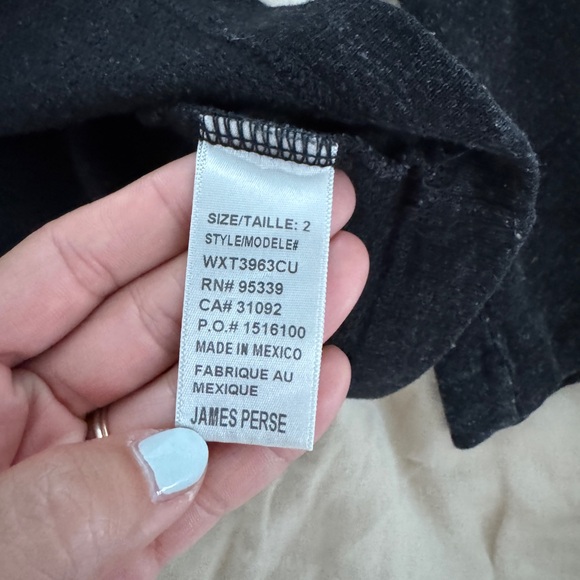 SIZE/TAILLE: 2
STYLE/MODELE#
WXT3963CU
RN# 95339
CA# 31092
P.O.# 1516100
MADE IN MEXICO
FABRIQUE AU
MEXIQUE
JAMES PERSE